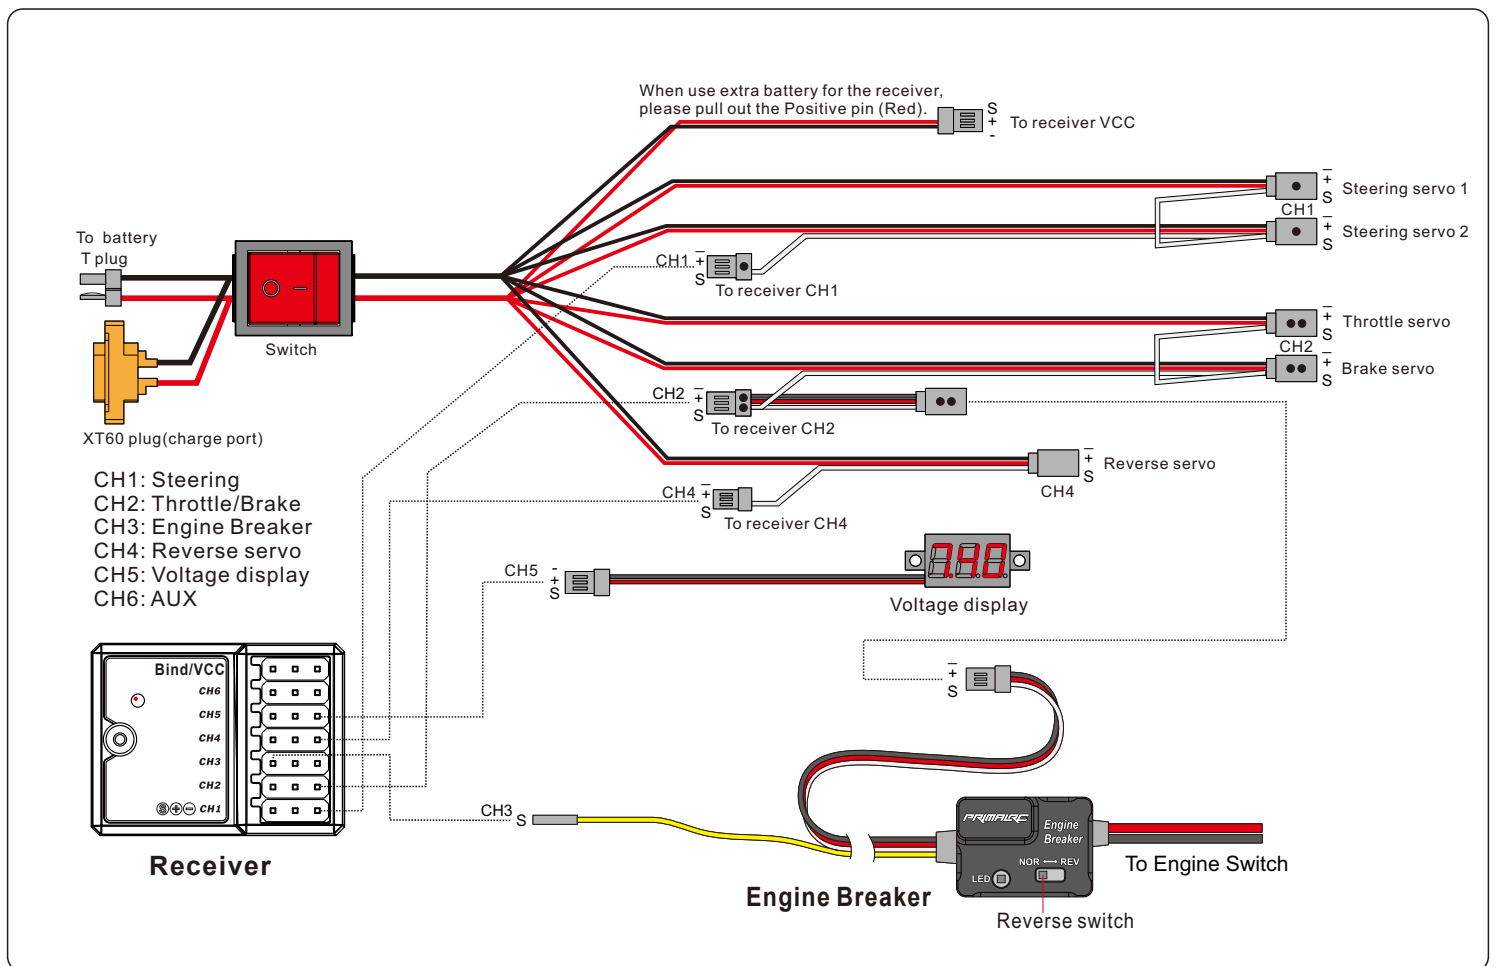 When use extra battery for the receiver,
please pull out the Positive pin (Red).
S
+
-
To receiver VCC
−
+
S
Steering servo 1
CH1
−
+
S
Steering servo 2
To battery
T plug
Switch
XT60 plug(charge port)
CH1
−
+
S
To receiver CH1
−
+
S
Throttle servo
CH2
−
+
S
Brake servo
CH2
−
+
S
To receiver CH2
−
+
S
Reverse servo
CH4
CH4
−
+
S
To receiver CH4
CH1: Steering
CH2: Throttle/Brake
CH3: Engine Breaker
CH4: Reverse servo
CH5: Voltage display
CH6: AUX
CH5
-
+
S
7.40
Voltage display
Bind/VCC
CH6
CH5
CH4
CH3
CH2
S + − CH1
Receiver
−
+
S
CH3
S
PRIMALRC
Engine
Breaker
NOR ↔ REV
LED
To Engine Switch
Engine Breaker
Reverse switch